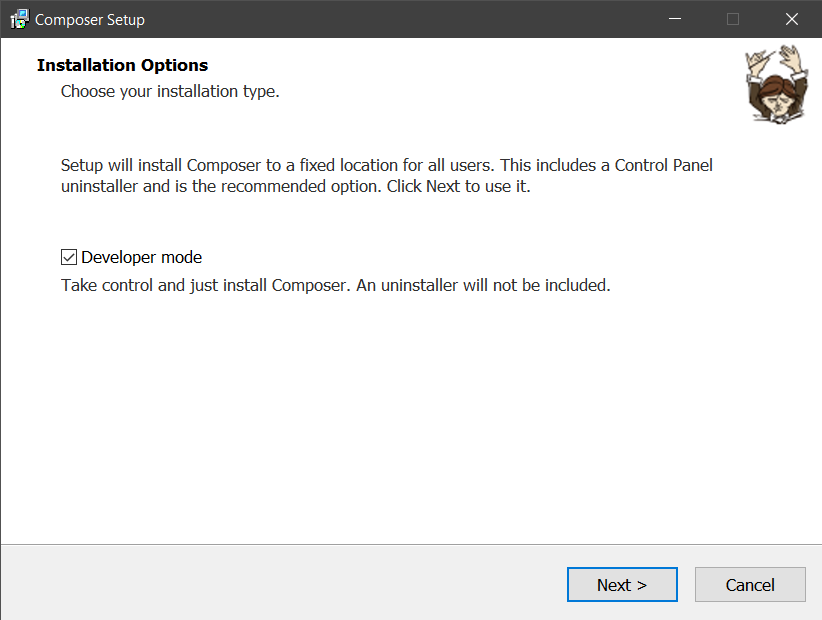 Composer Setup
Installation Options
Choose your installation type.
Setup will install Composer to a fixed location for all users. This includes a Control Panel
uninstaller and is the recommended option. Click Next to use it.
Developer mode
Take control and just install Composer. An uninstaller will not be included.
Next >
Cancel